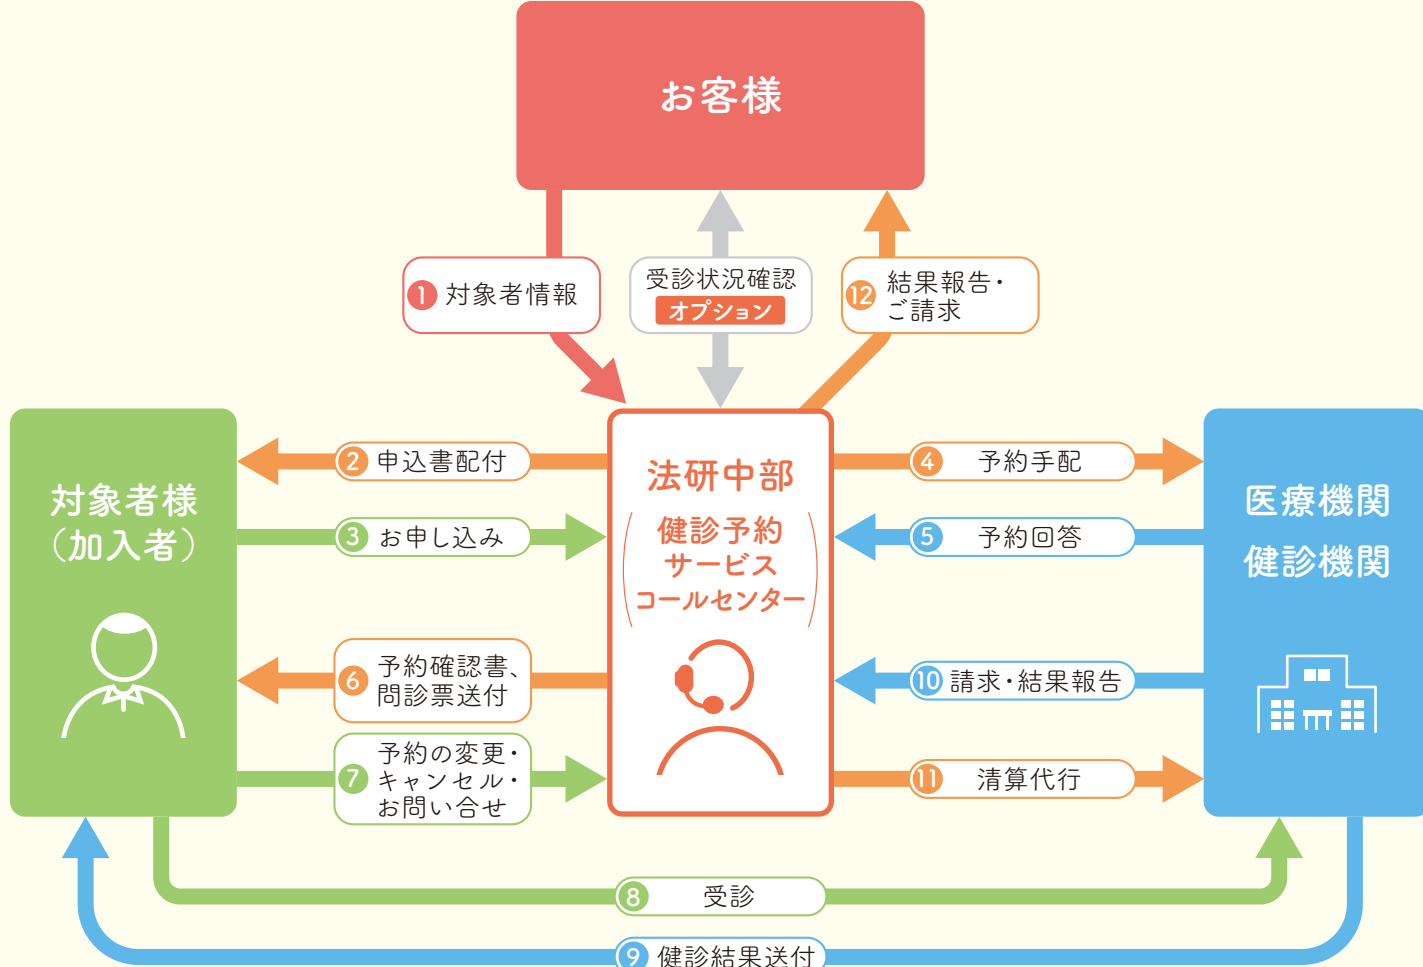 お客様
1 対象者情報
受診状況確認
オプション
12 結果報告・
ご請求
対象者様
（加入者）
2 申込書配付
3 お申し込み
6 予約確認書、
問診票送付
7 予約の変更・
キャンセル・
お問い合せ
法研中部
（健診予約
サービス
コールセンター）
4 予約手配
5 予約回答
10 請求・結果報告
11 清算代行
医療機関
健診機関
8 受診
9 健診結果送付